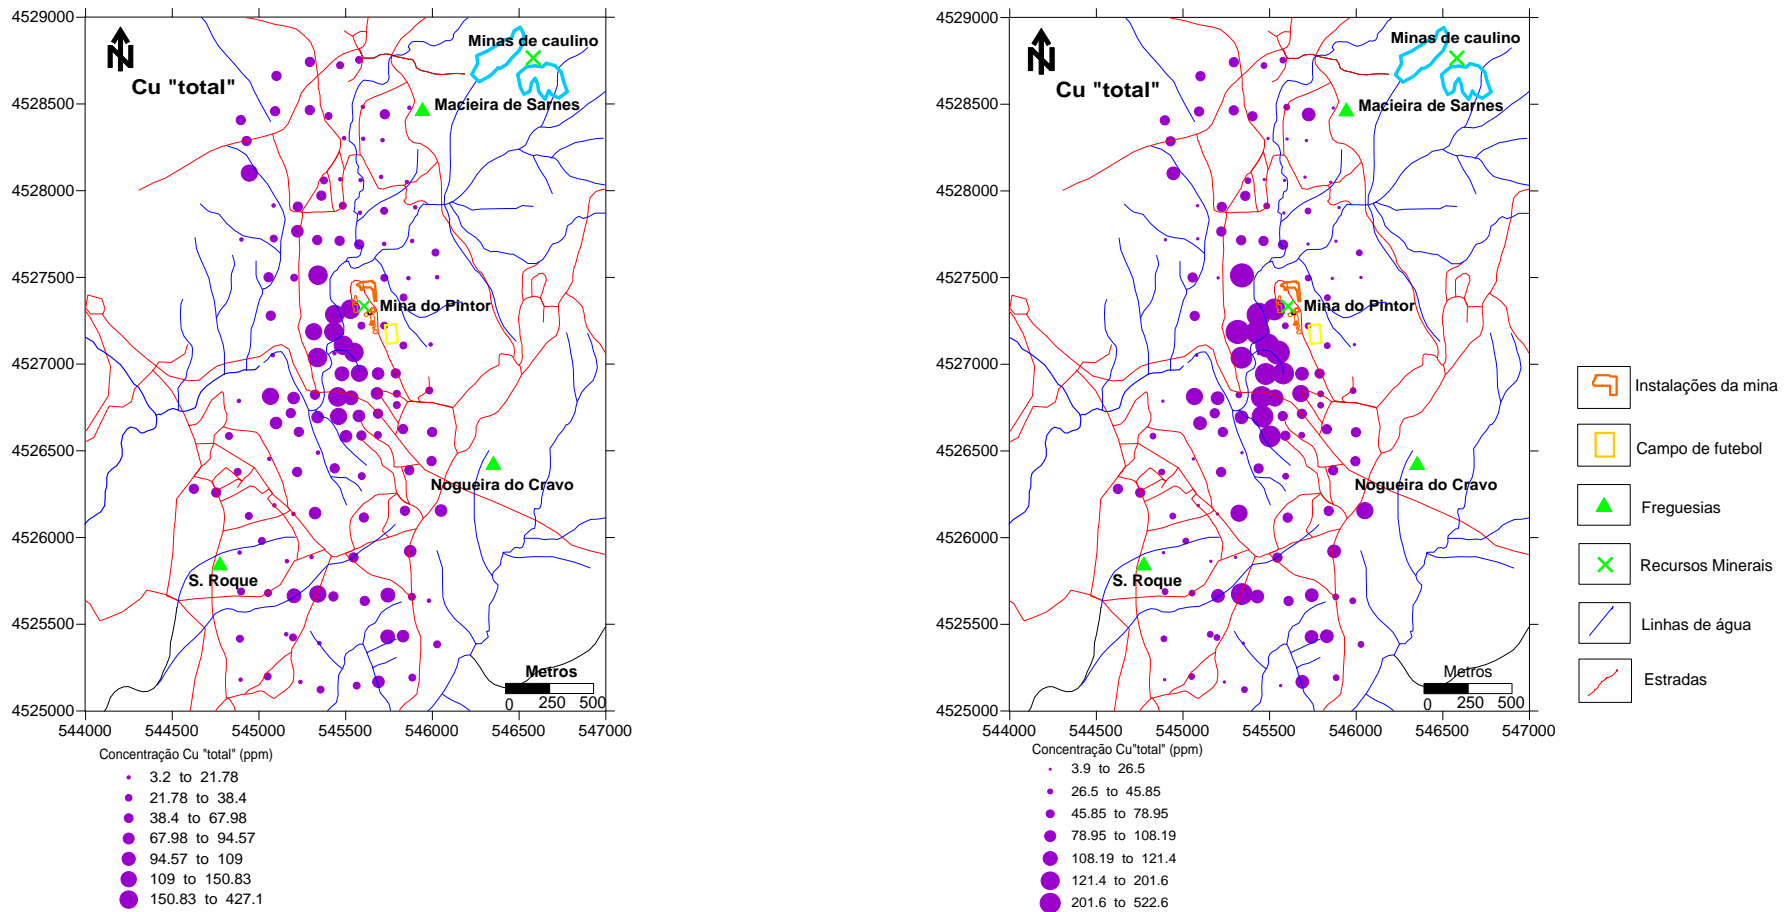 4529000
4528500
4528000
4527500
4527000
4526500
4526000
4525500
4525000
544000
544500
545000
545500
546000
546500
547000
N
Cu "total"
Minas de caulino
Macieira de Sarnes
Mina do Pintor
Nogueira do Cravo
S. Roque
Metros
0 250 500
Concentração Cu "total" (ppm)
3.2 to 21.78
21.78 to 38.4
38.4 to 67.98
67.98 to 94.57
94.57 to 109
109 to 150.83
150.83 to 427.1
4529000
4528500
4528000
4527500
4527000
4526500
4526000
4525500
4525000
544000
544500
545000
545500
546000
546500
547000
N
Cu "total"
Minas de caulino
Macieira de Sarnes
Mina do Pintor
Nogueira do Cravo
S. Roque
Metros
0 250 500
Concentração Cu"total" (ppm)
3.9 to 26.5
26.5 to 45.85
45.85 to 78.95
78.95 to 108.19
108.19 to 121.4
121.4 to 201.6
201.6 to 522.6
Instalações da mina
Campo de futebol
Freguesias
Recursos Minerais
Linhas de água
Estradas